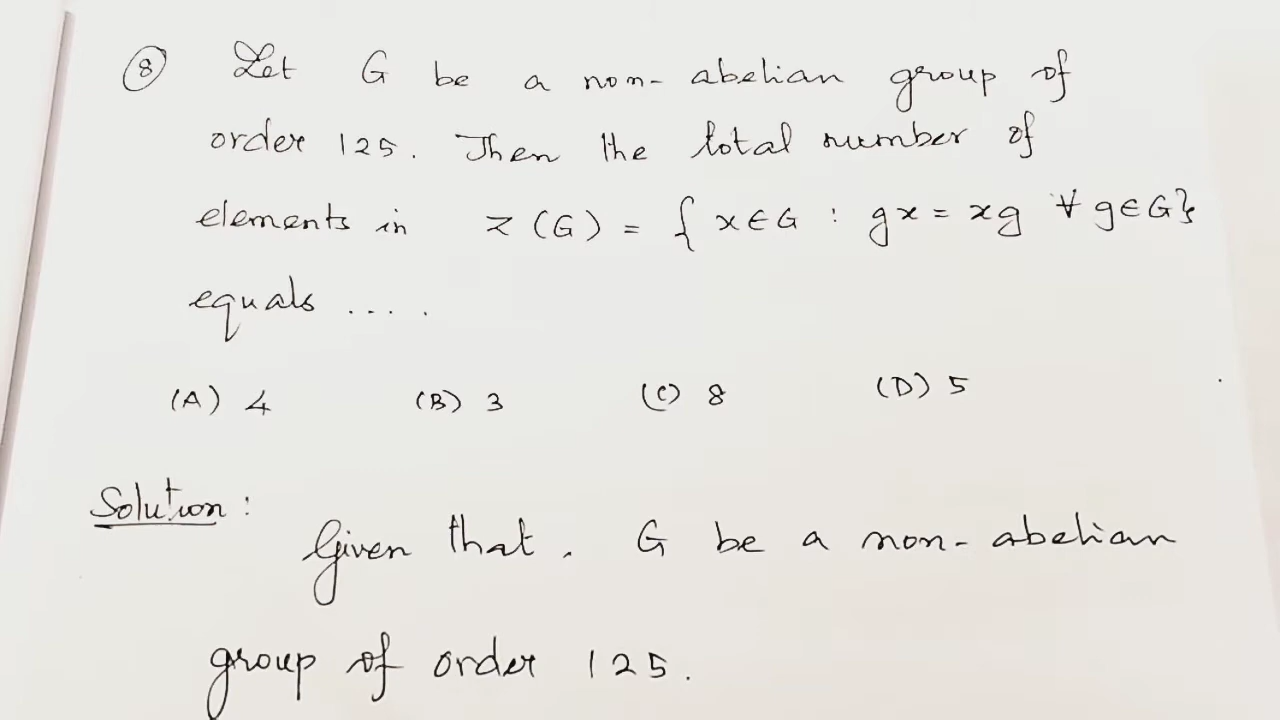 ⑧ Let G be a non-abelian group of
order 125. Then the total number of
elements in Z(G) = { x ∈ G : gx = xg ∀ g ∈ G}
equals ....
(A) 4 (B) 3 (C) 8 (D) 5
Solution:
Given that. G be a non-abelian
group of order 125.